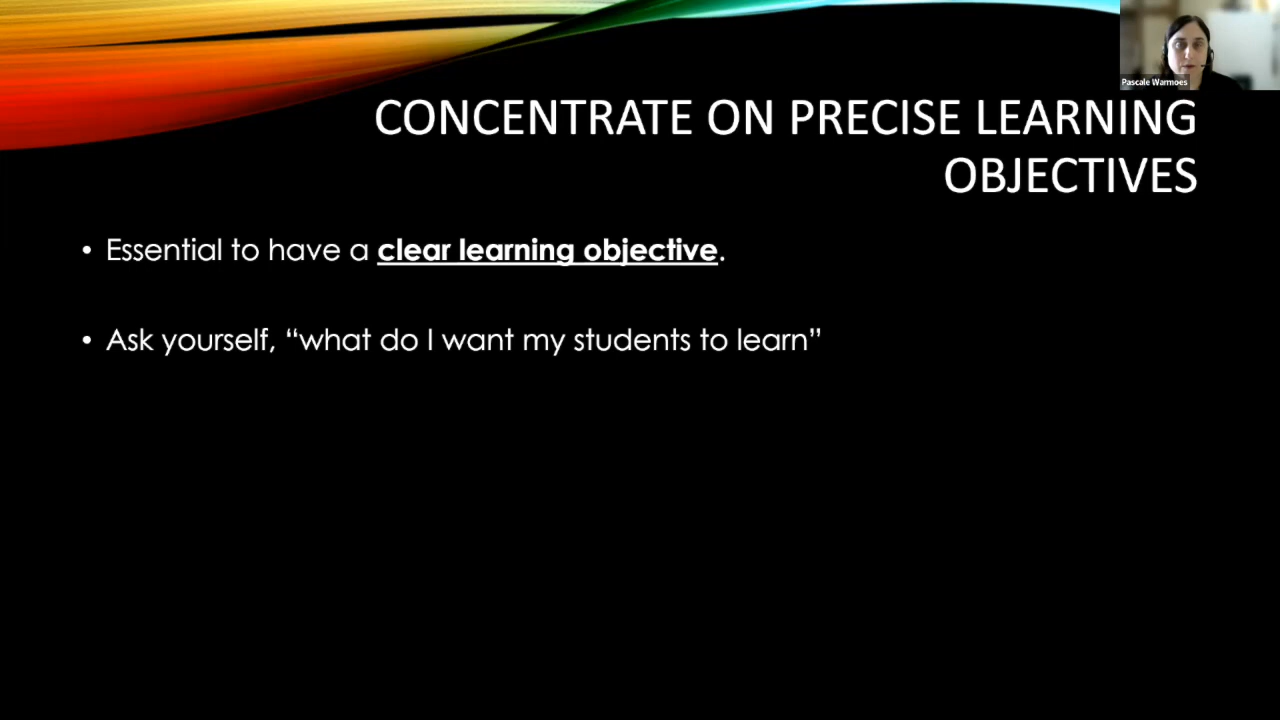 Pascale Warmoes
CONCENTRATE ON PRECISE LEARNING
OBJECTIVES
• Essential to have a clear learning objective.
• Ask yourself, “what do I want my students to learn”